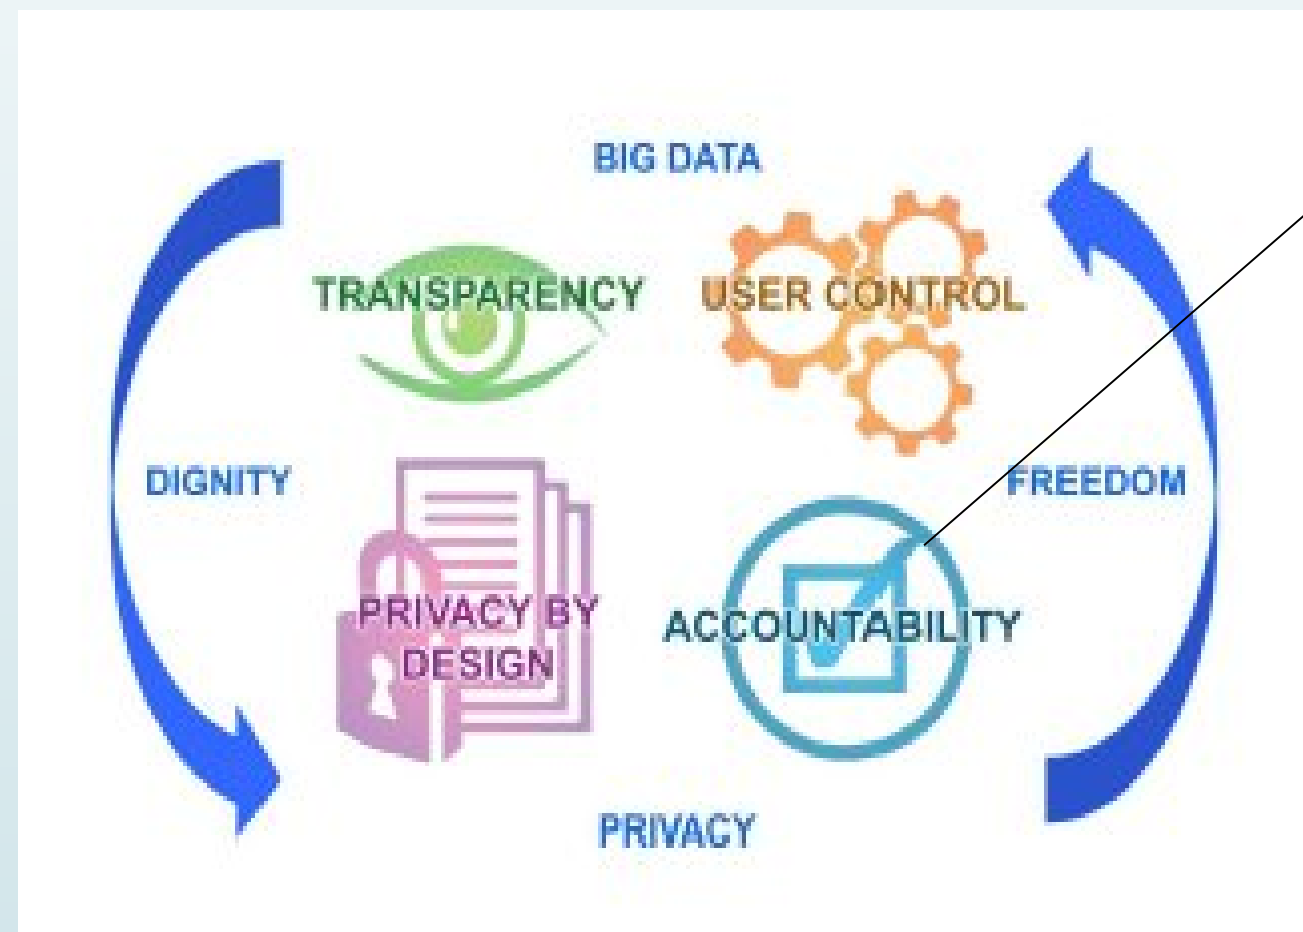 BIG DATA
TRANSPARENCY
USER CONTROL
DIGNITY
FREEDOM
PRIVACY BY
DESIGN
ACCOUNTABILITY
PRIVACY